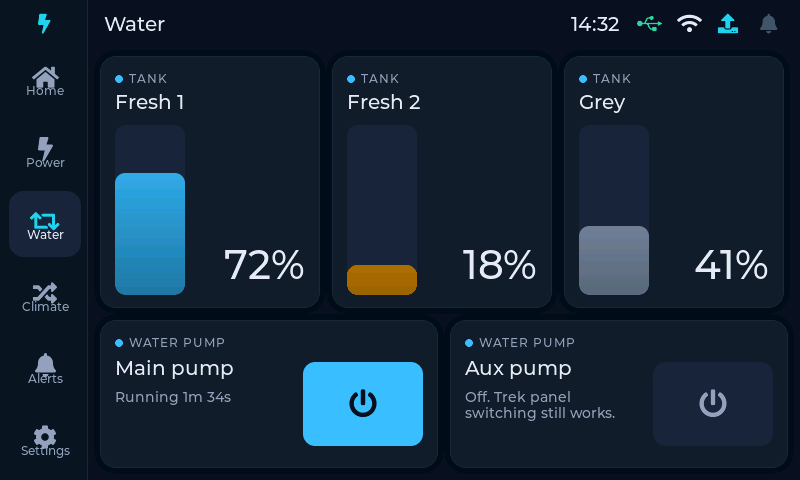 Water
14:32
Home
Power
Water
Climate
Alerts
Settings
TANK
Fresh 1
72%
TANK
Fresh 2
18%
TANK
Grey
41%
WATER PUMP
Main pump
Running 1m 34s
WATER PUMP
Aux pump
Off. Trek panel
switching still works.